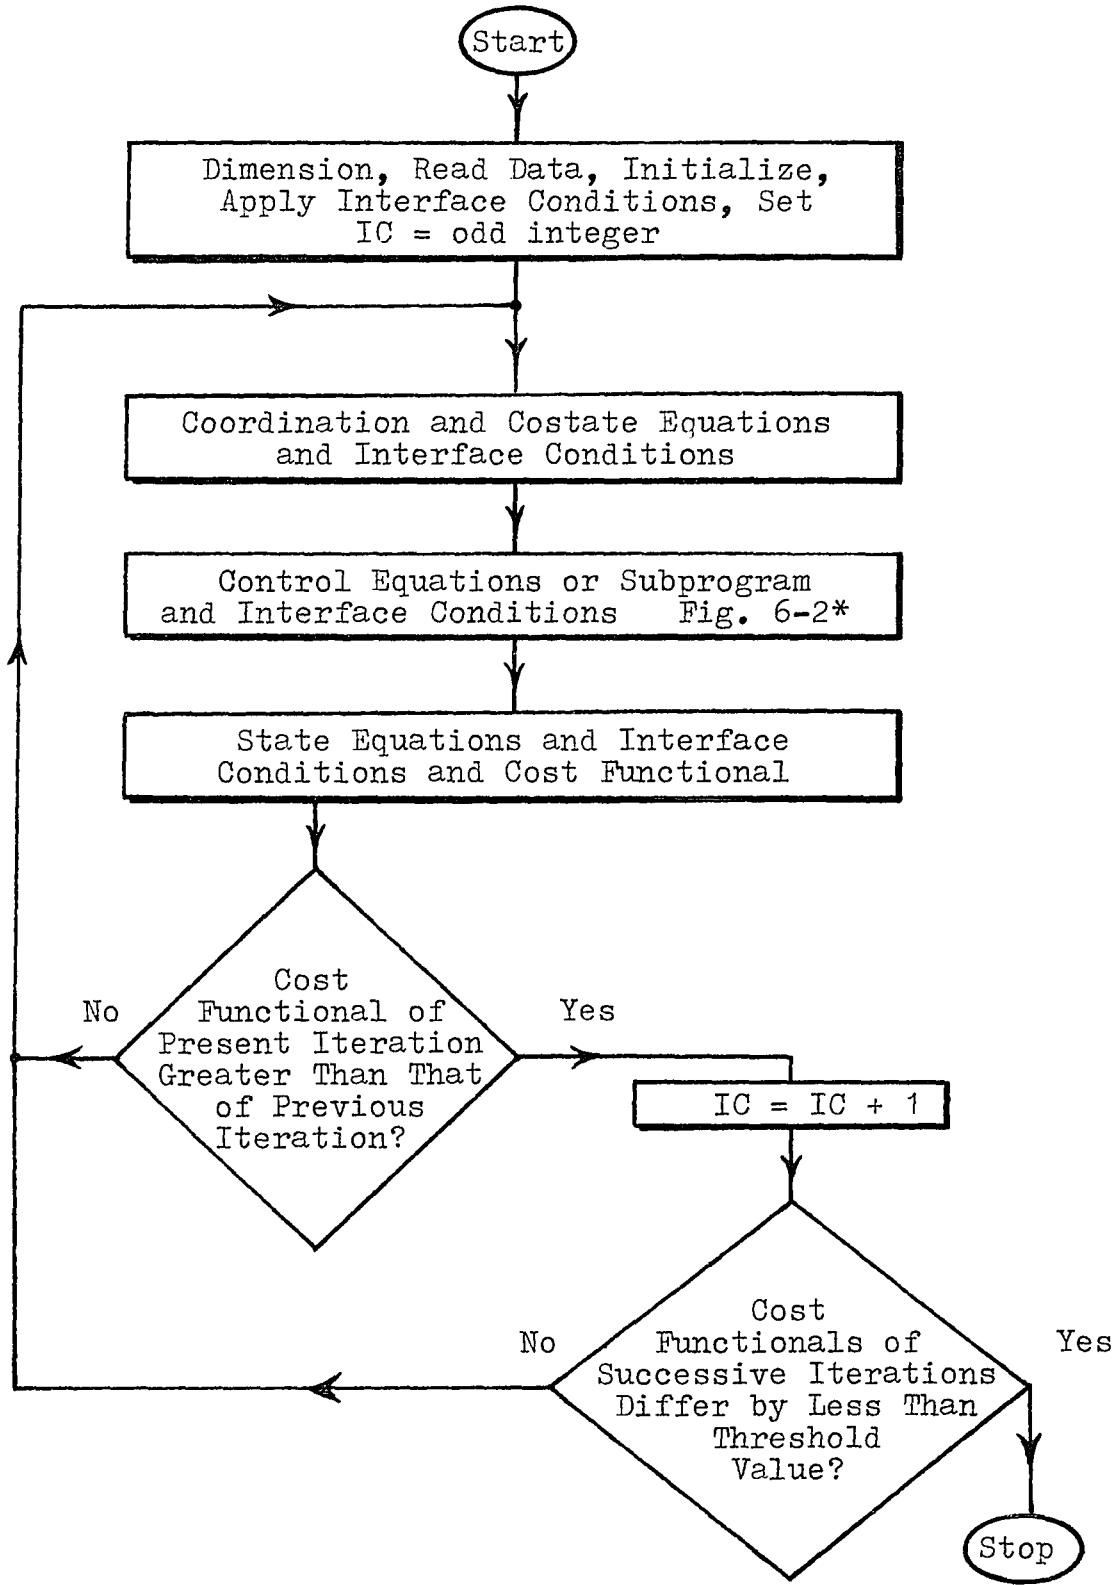 Start
Dimension, Read Data, Initialize,
Apply Interface Conditions, Set
IC = odd integer
Coordination and Costate Equations
and Interface Conditions
Control Equations or Subprogram
and Interface Conditions Fig. 6-2*
State Equations and Interface
Conditions and Cost Functional
Cost
Functional of
Present Iteration
Greater Than That
of Previous
Iteration?
No
Yes
IC = IC + 1
Cost
Functionals of
Successive Iterations
Differ by Less Than
Threshold
Value?
No
Yes
Stop